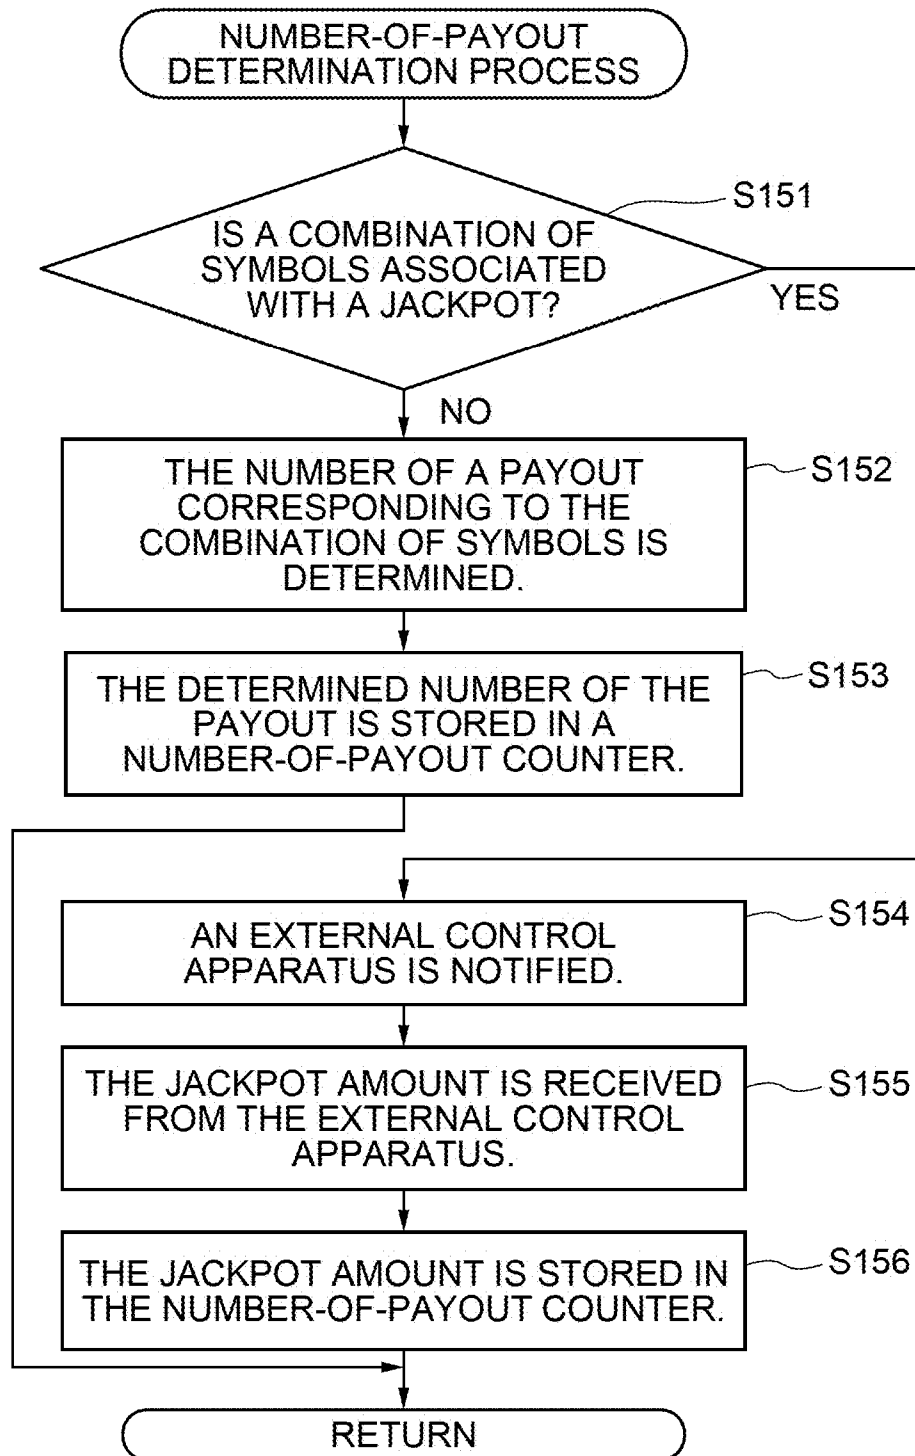 NUMBER-OF-PAYOUT
DETERMINATION PROCESS
S151
IS A COMBINATION OF
SYMBOLS ASSOCIATED
WITH A JACKPOT?
YES
NO
S152
THE NUMBER OF A PAYOUT
CORRESPONDING TO THE
COMBINATION OF SYMBOLS IS
DETERMINED.
S153
THE DETERMINED NUMBER OF THE
PAYOUT IS STORED IN A
NUMBER-OF-PAYOUT COUNTER.
S154
AN EXTERNAL CONTROL
APPARATUS IS NOTIFIED.
S155
THE JACKPOT AMOUNT IS RECEIVED
FROM THE EXTERNAL CONTROL
APPARATUS.
S156
THE JACKPOT AMOUNT IS STORED IN
THE NUMBER-OF-PAYOUT COUNTER.
RETURN